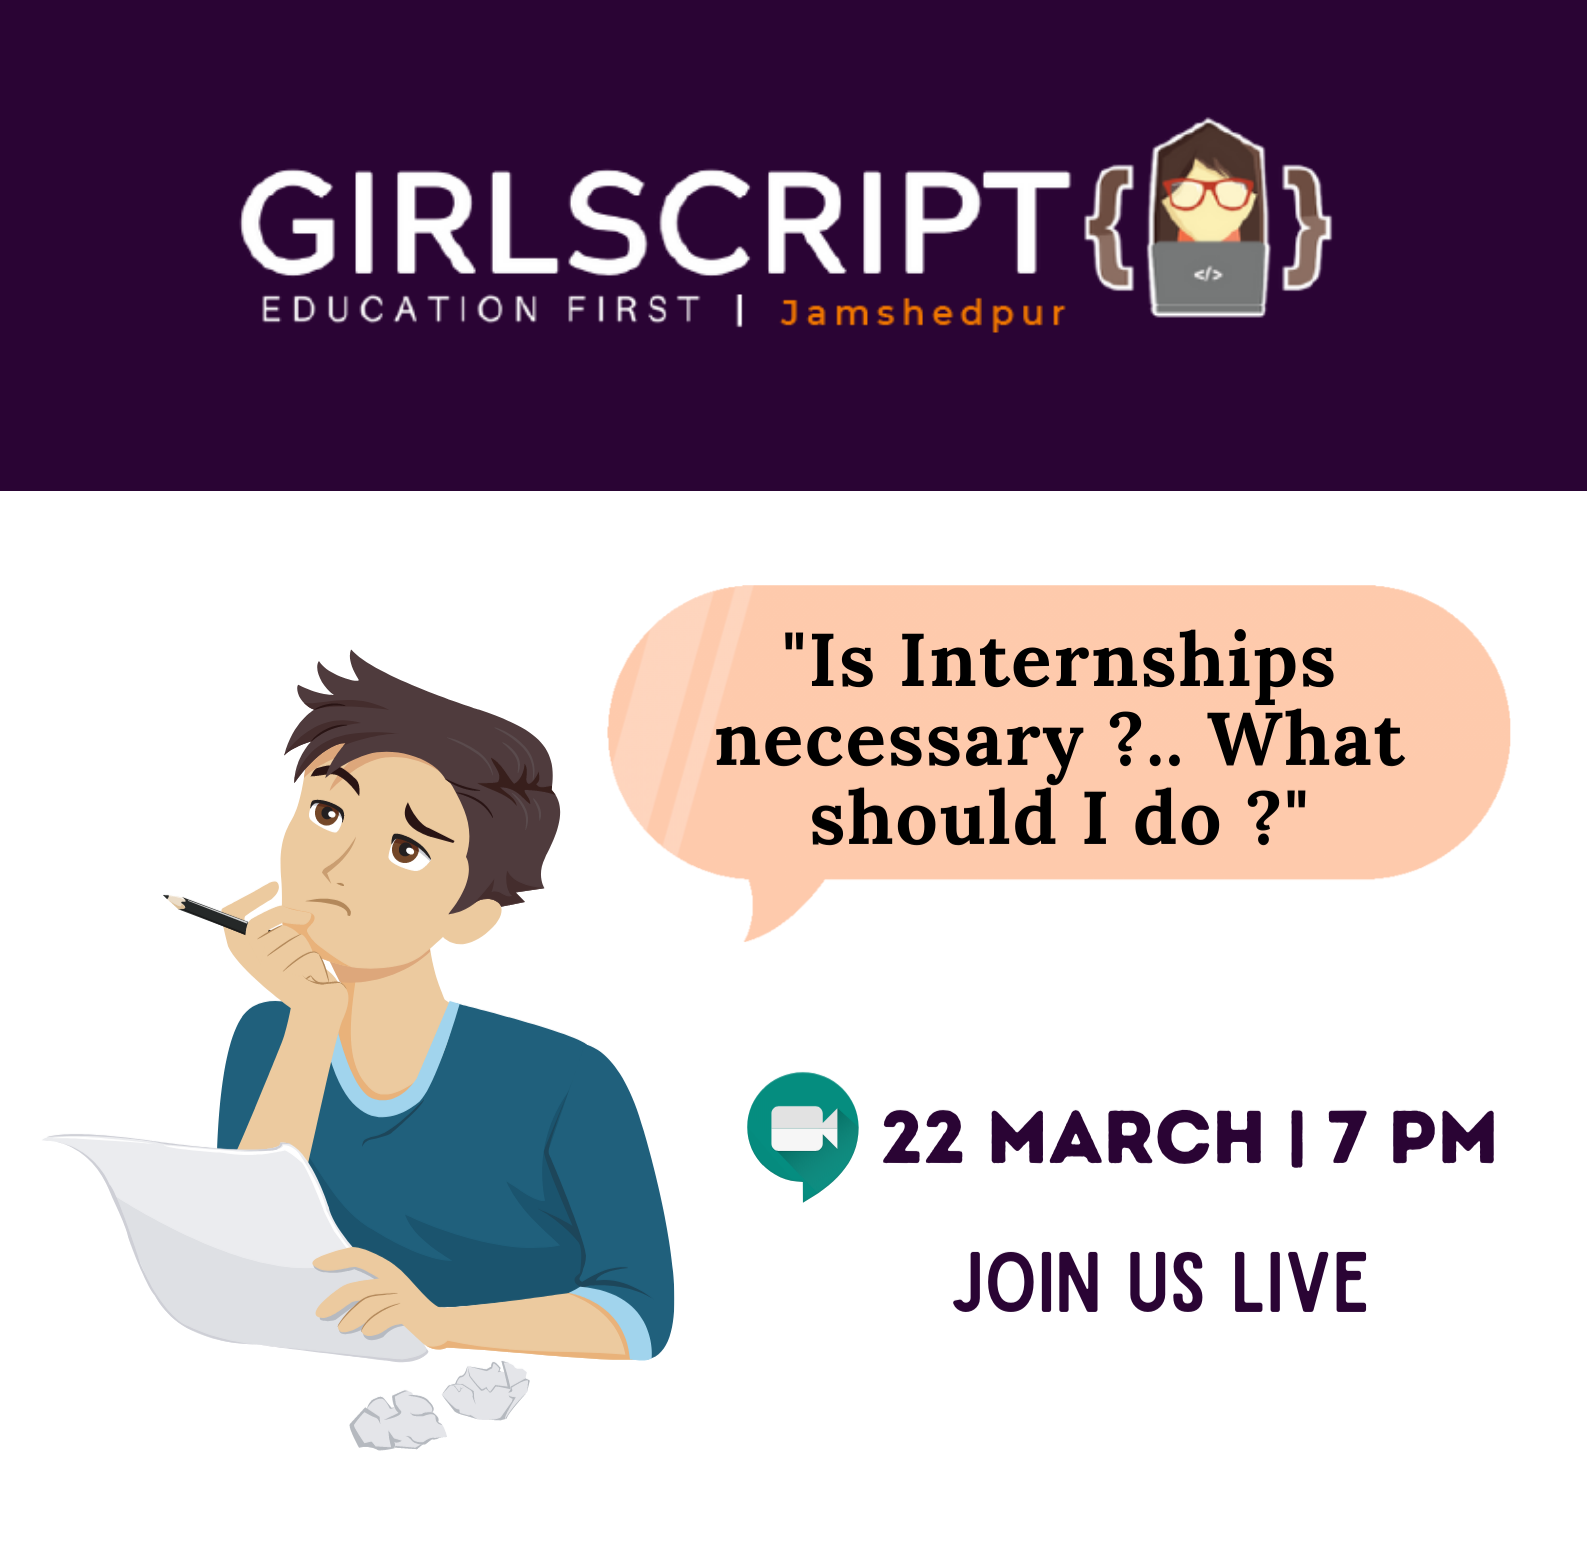 GIRLSCRIPT
EDUCATION FIRST | Jamshedpur
</>
"Is Internships
necessary ?.. What
should I do ?"
22 MARCH | 7 PM
JOIN US LIVE